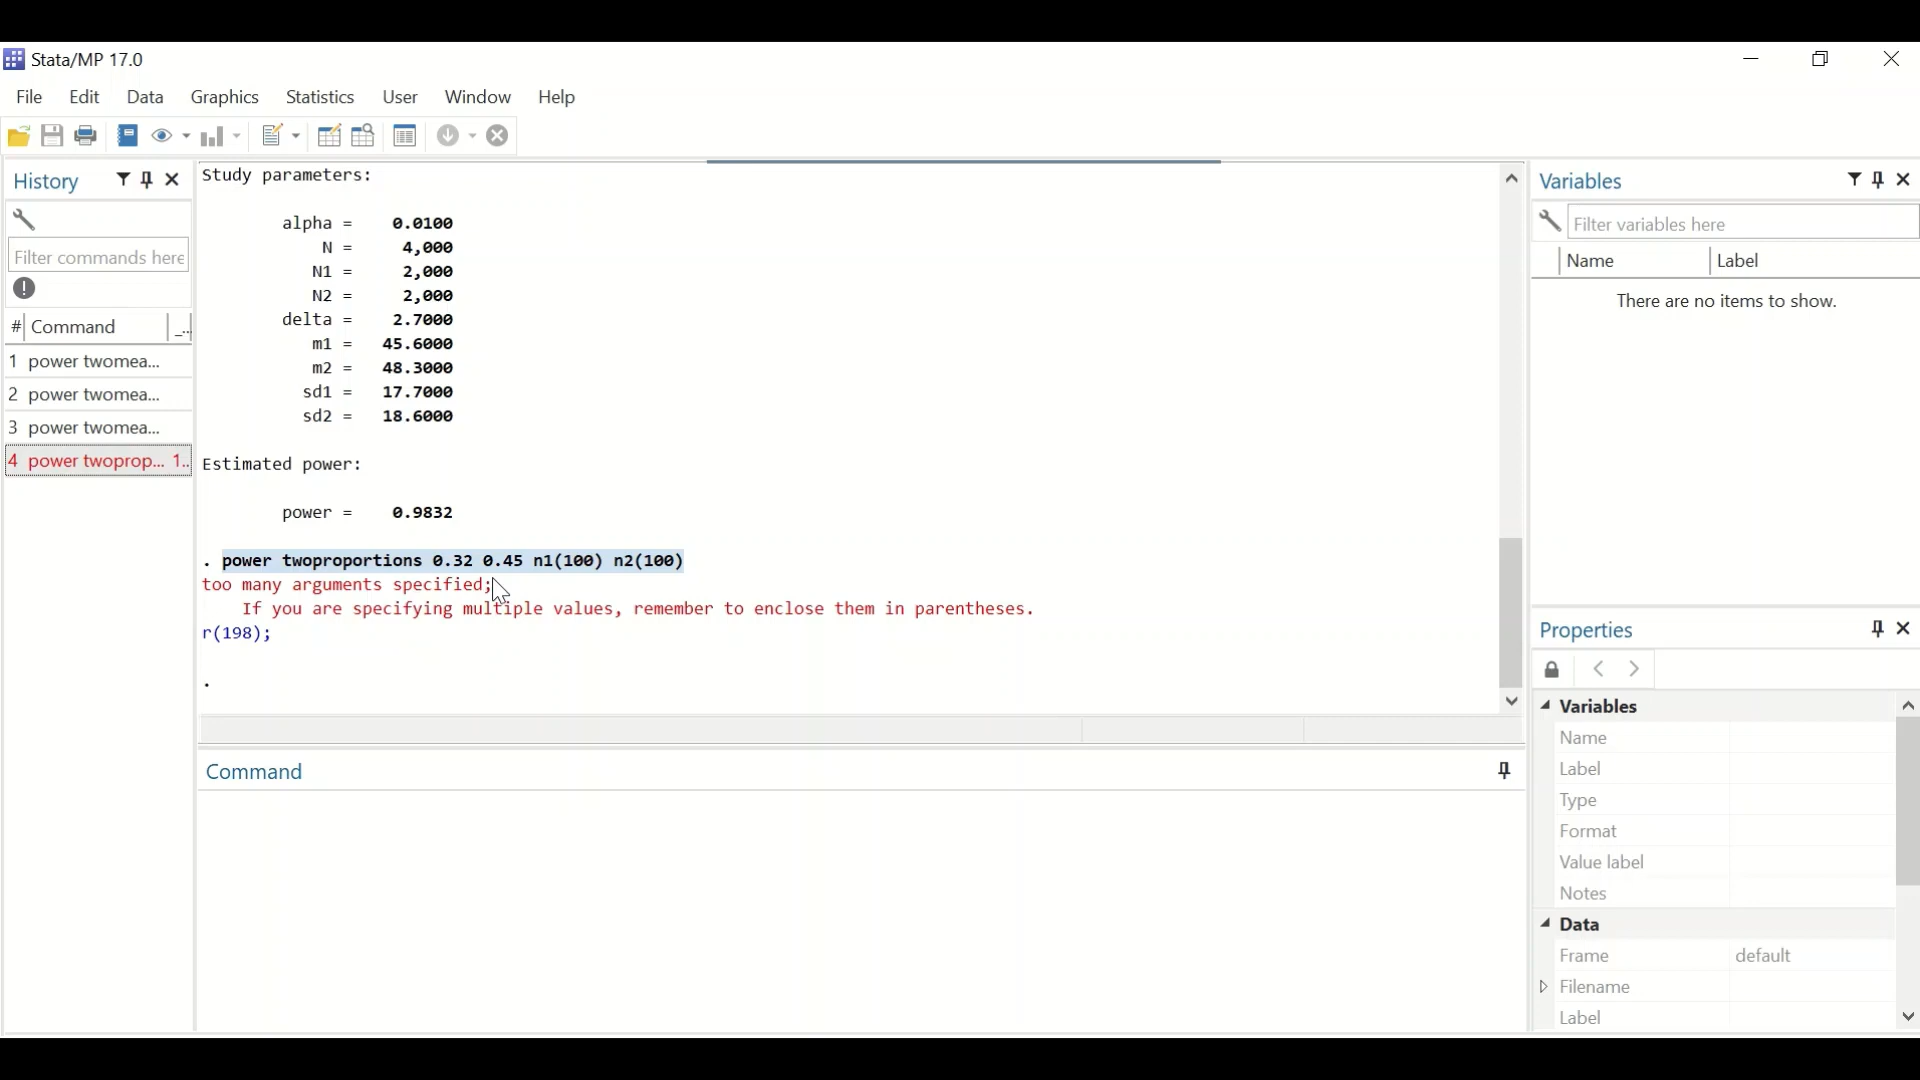 Stata/MP 17.0
File Edit Data Graphics Statistics User Window Help
History
Filter commands here
# Command _..
1 power twomea...
2 power twomea...
3 power twomea...
4 power twoprop... 1..
Study parameters:
alpha = 0.0100
N = 4,000
N1 = 2,000
N2 = 2,000
delta = 2.7000
m1 = 45.6000
m2 = 48.3000
sd1 = 17.7000
sd2 = 18.6000
Estimated power:
power = 0.9832
. power twoproportions 0.32 0.45 n1(100) n2(100)
too many arguments specified;
If you are specifying multiple values, remember to enclose them in parentheses.
r(198);
.
Command
Variables
Filter variables here
Name Label
There are no items to show.
Properties
Variables
Name
Label
Type
Format
Value label
Notes
Data
Frame default
Filename
Label